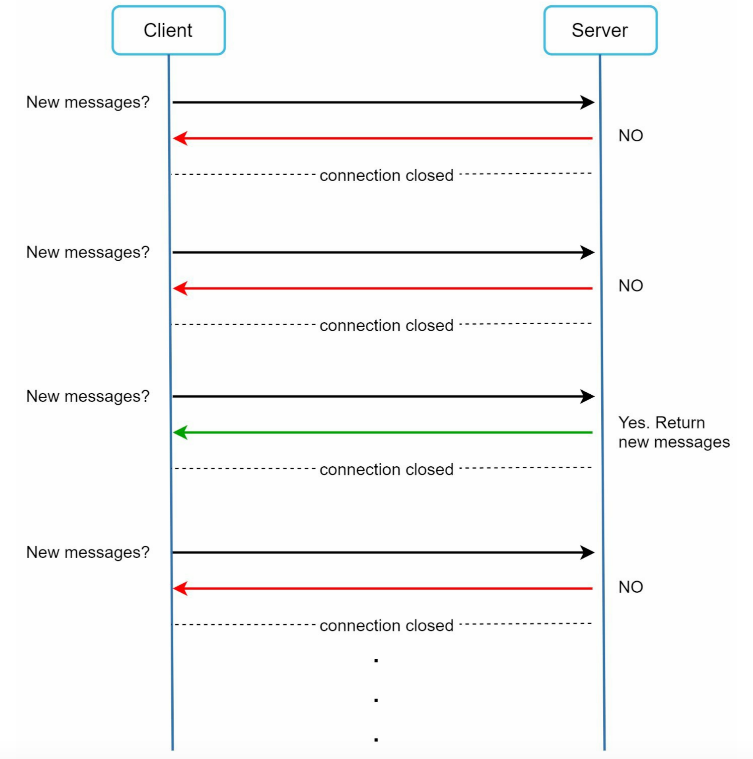 Client
Server
New messages?
NO
connection closed
New messages?
NO
connection closed
New messages?
Yes. Return
new messages
connection closed
New messages?
NO
connection closed